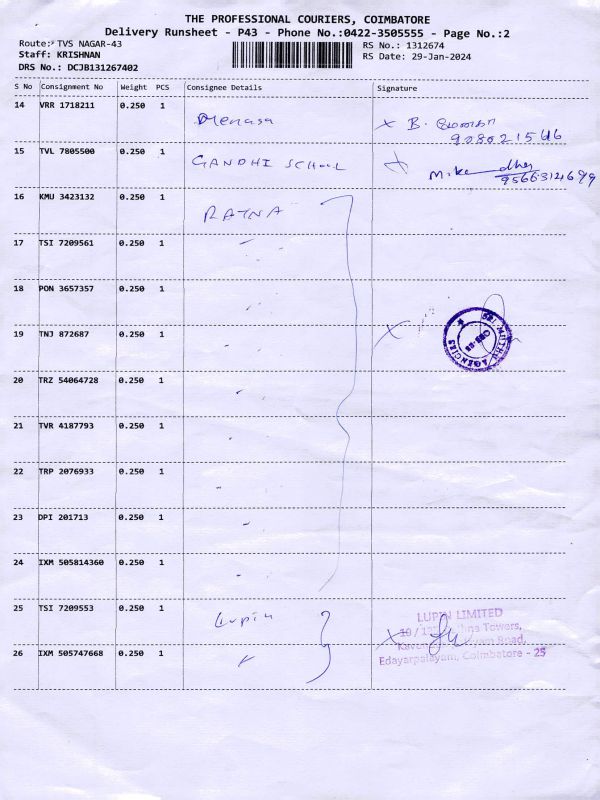 THE PROFESSIONAL COURIERS, COIMBATORE
Delivery Runsheet - P43 - Phone No.:0422-3505555 - Page No.:2
Route: TVS NAGAR-43
RS No.: 1312674
Staff: KRISHNAN
RS Date: 29-Jan-2024
DRS No.: DCJB131267402
S No Consignment No Weight PCS Consignee Details Signature
14 VRR 1718211 0.250 1
B.
15 TVL 7805500 0.250 1 GANDHI SCHOOL
16 KMU 3423132 0.250 1 RATNA
17 TSI 7209561 0.250 1
18 PON 3657357 0.250 1
19 TNJ 872687 0.250 1
SRI MUTHU AGENCIES
20 TRZ 54064728 0.250 1
21 TVR 4187793 0.250 1
22 TRP 2076933 0.250 1
23 DPI 201713 0.250 1
24 IXM 505814360 0.250 1
25 TSI 7209553 0.250 1 Lupin
LUPIN LIMITED
Towers,
Road,
26 IXM 505747668 0.250 1
Edayarpalayam, Coimbatore - 25